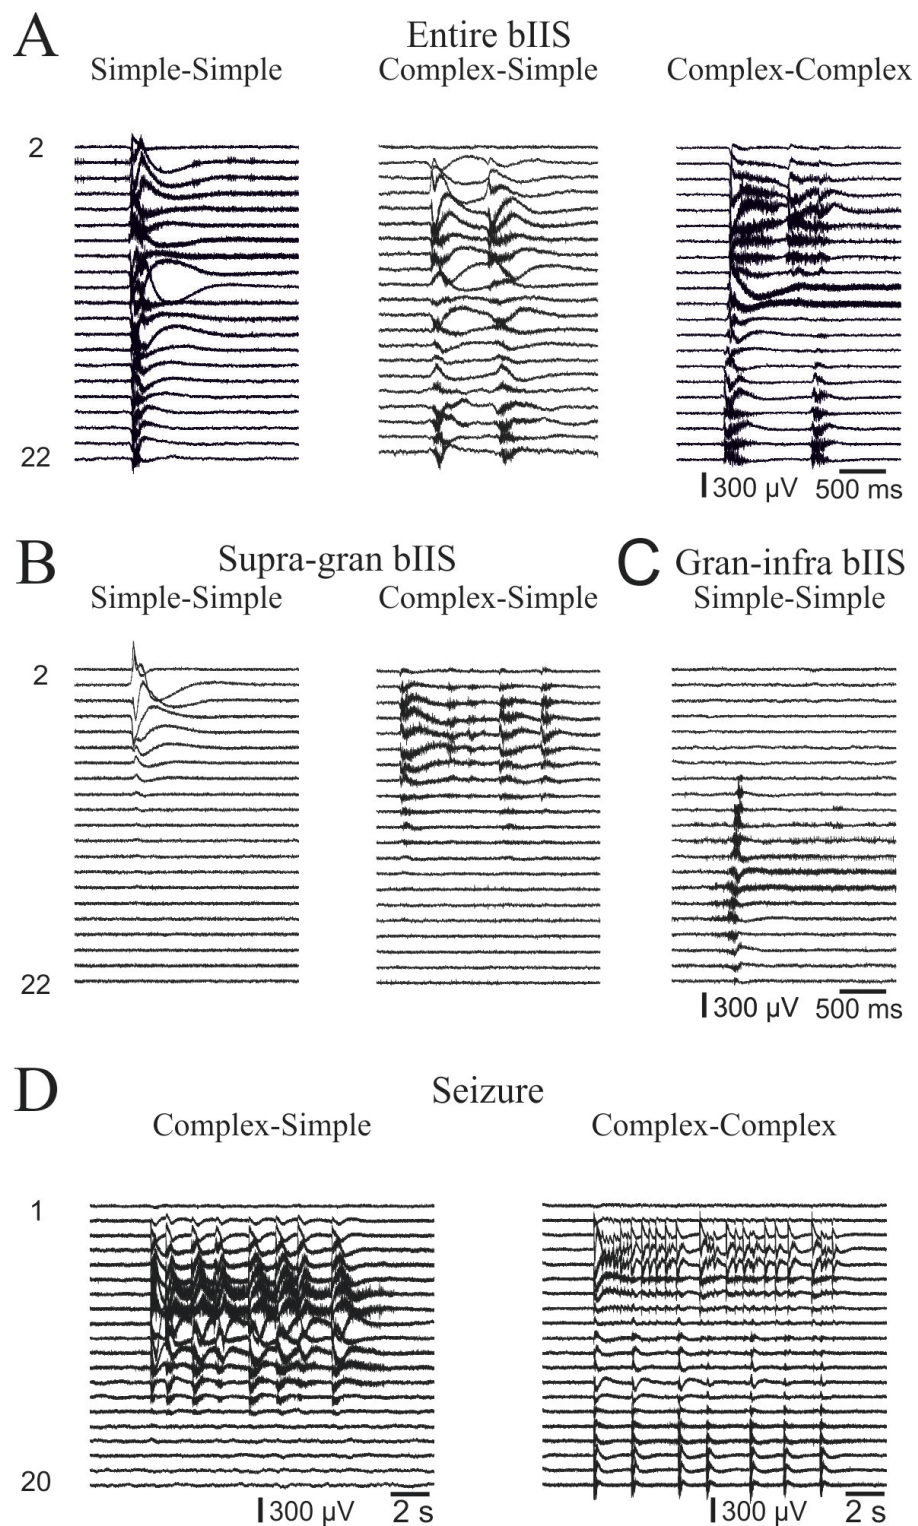 A
Entire bIIS
Simple-Simple
Complex-Simple
Complex-Complex
2
22
300 µV
500 ms
B
Supra-gran bIIS
Simple-Simple
Complex-Simple
C
Gran-infra bIIS
Simple-Simple
2
22
300 µV
500 ms
D
Seizure
Complex-Simple
Complex-Complex
1
20
300 µV
2 s
300 µV
2 s